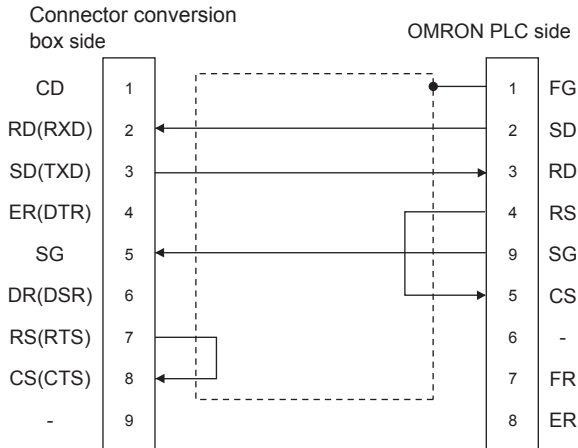 Connector conversion
box side
OMRON PLC side
CD 1 1 FG
RD(RXD) 2 2 SD
SD(TXD) 3 3 RD
ER(DTR) 4 4 RS
SG 5 9 SG
DR(DSR) 6 5 CS
RS(RTS) 7 6 -
CS(CTS) 8 7 FR
- 9 8 ER